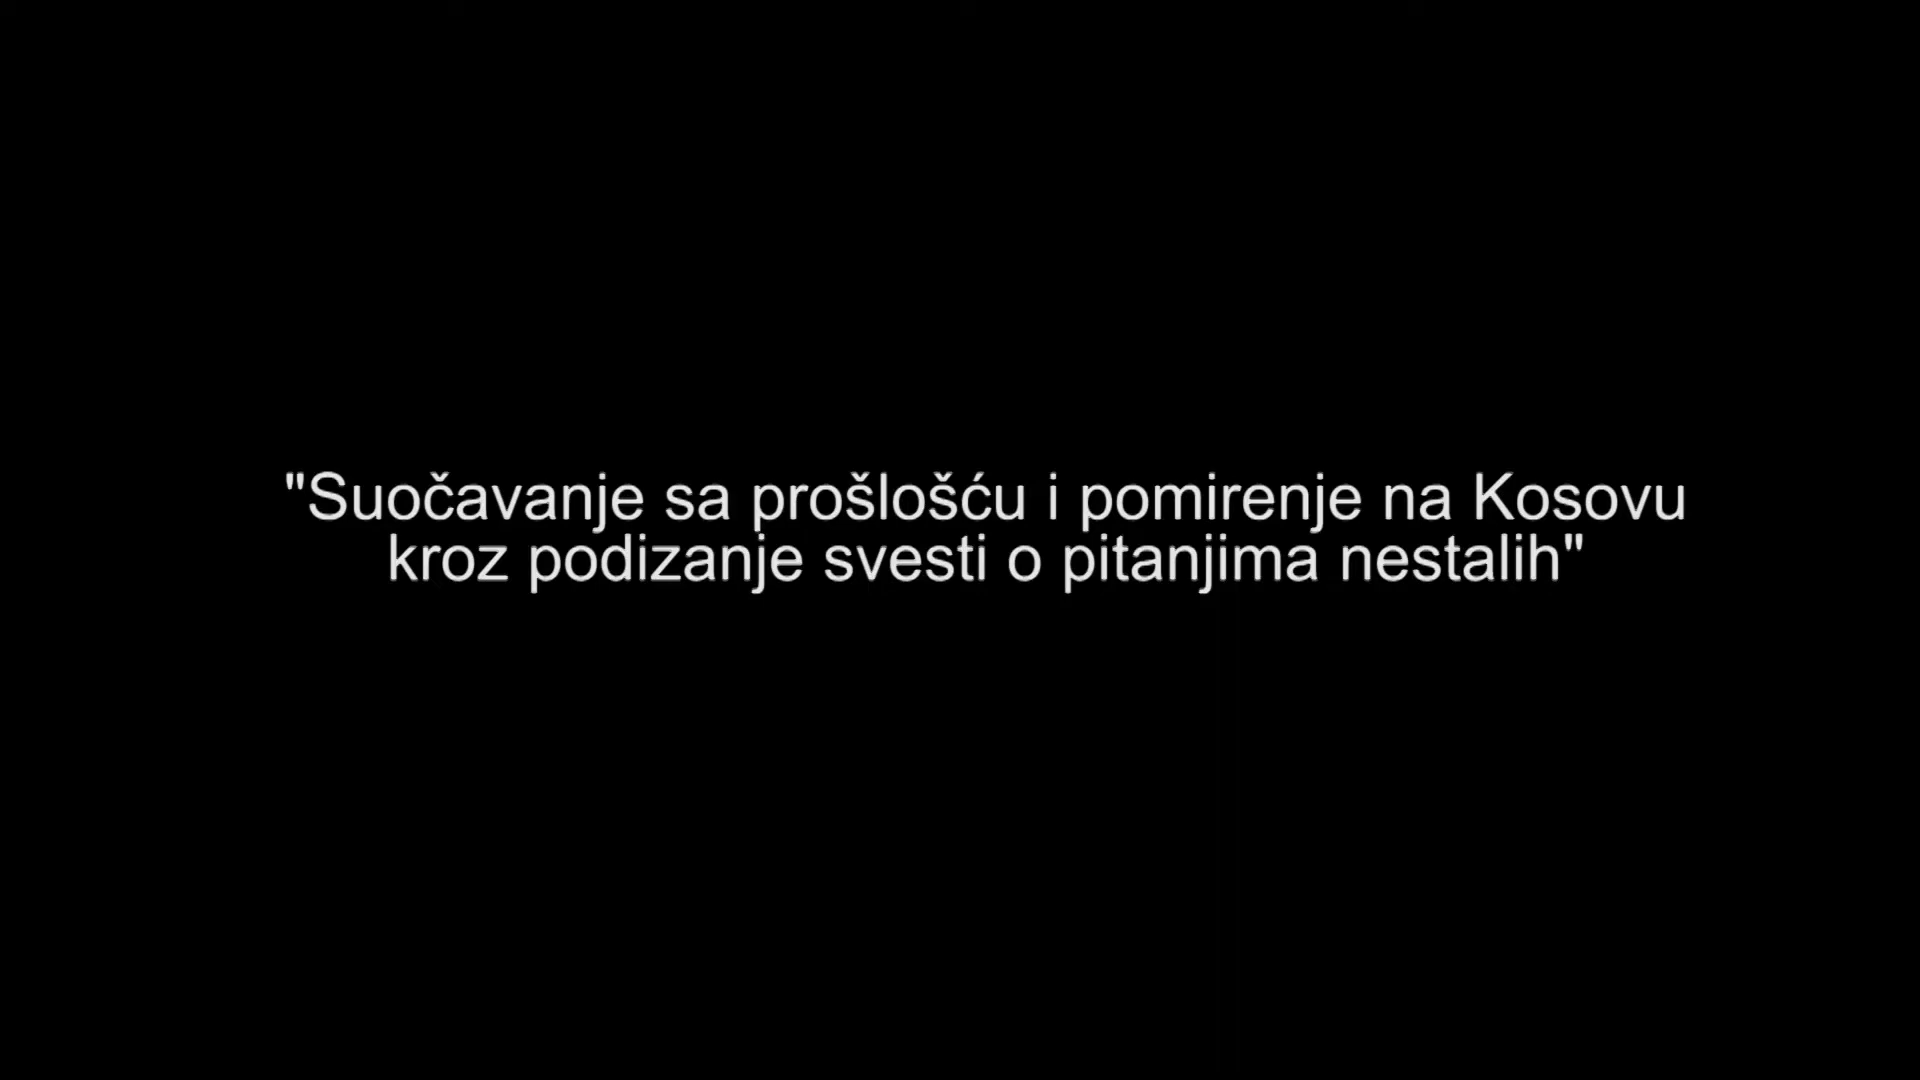 "Suočavanje sa prošlošću i pomirenje na Kosovu
kroz podizanje svesti o pitanjima nestalih"